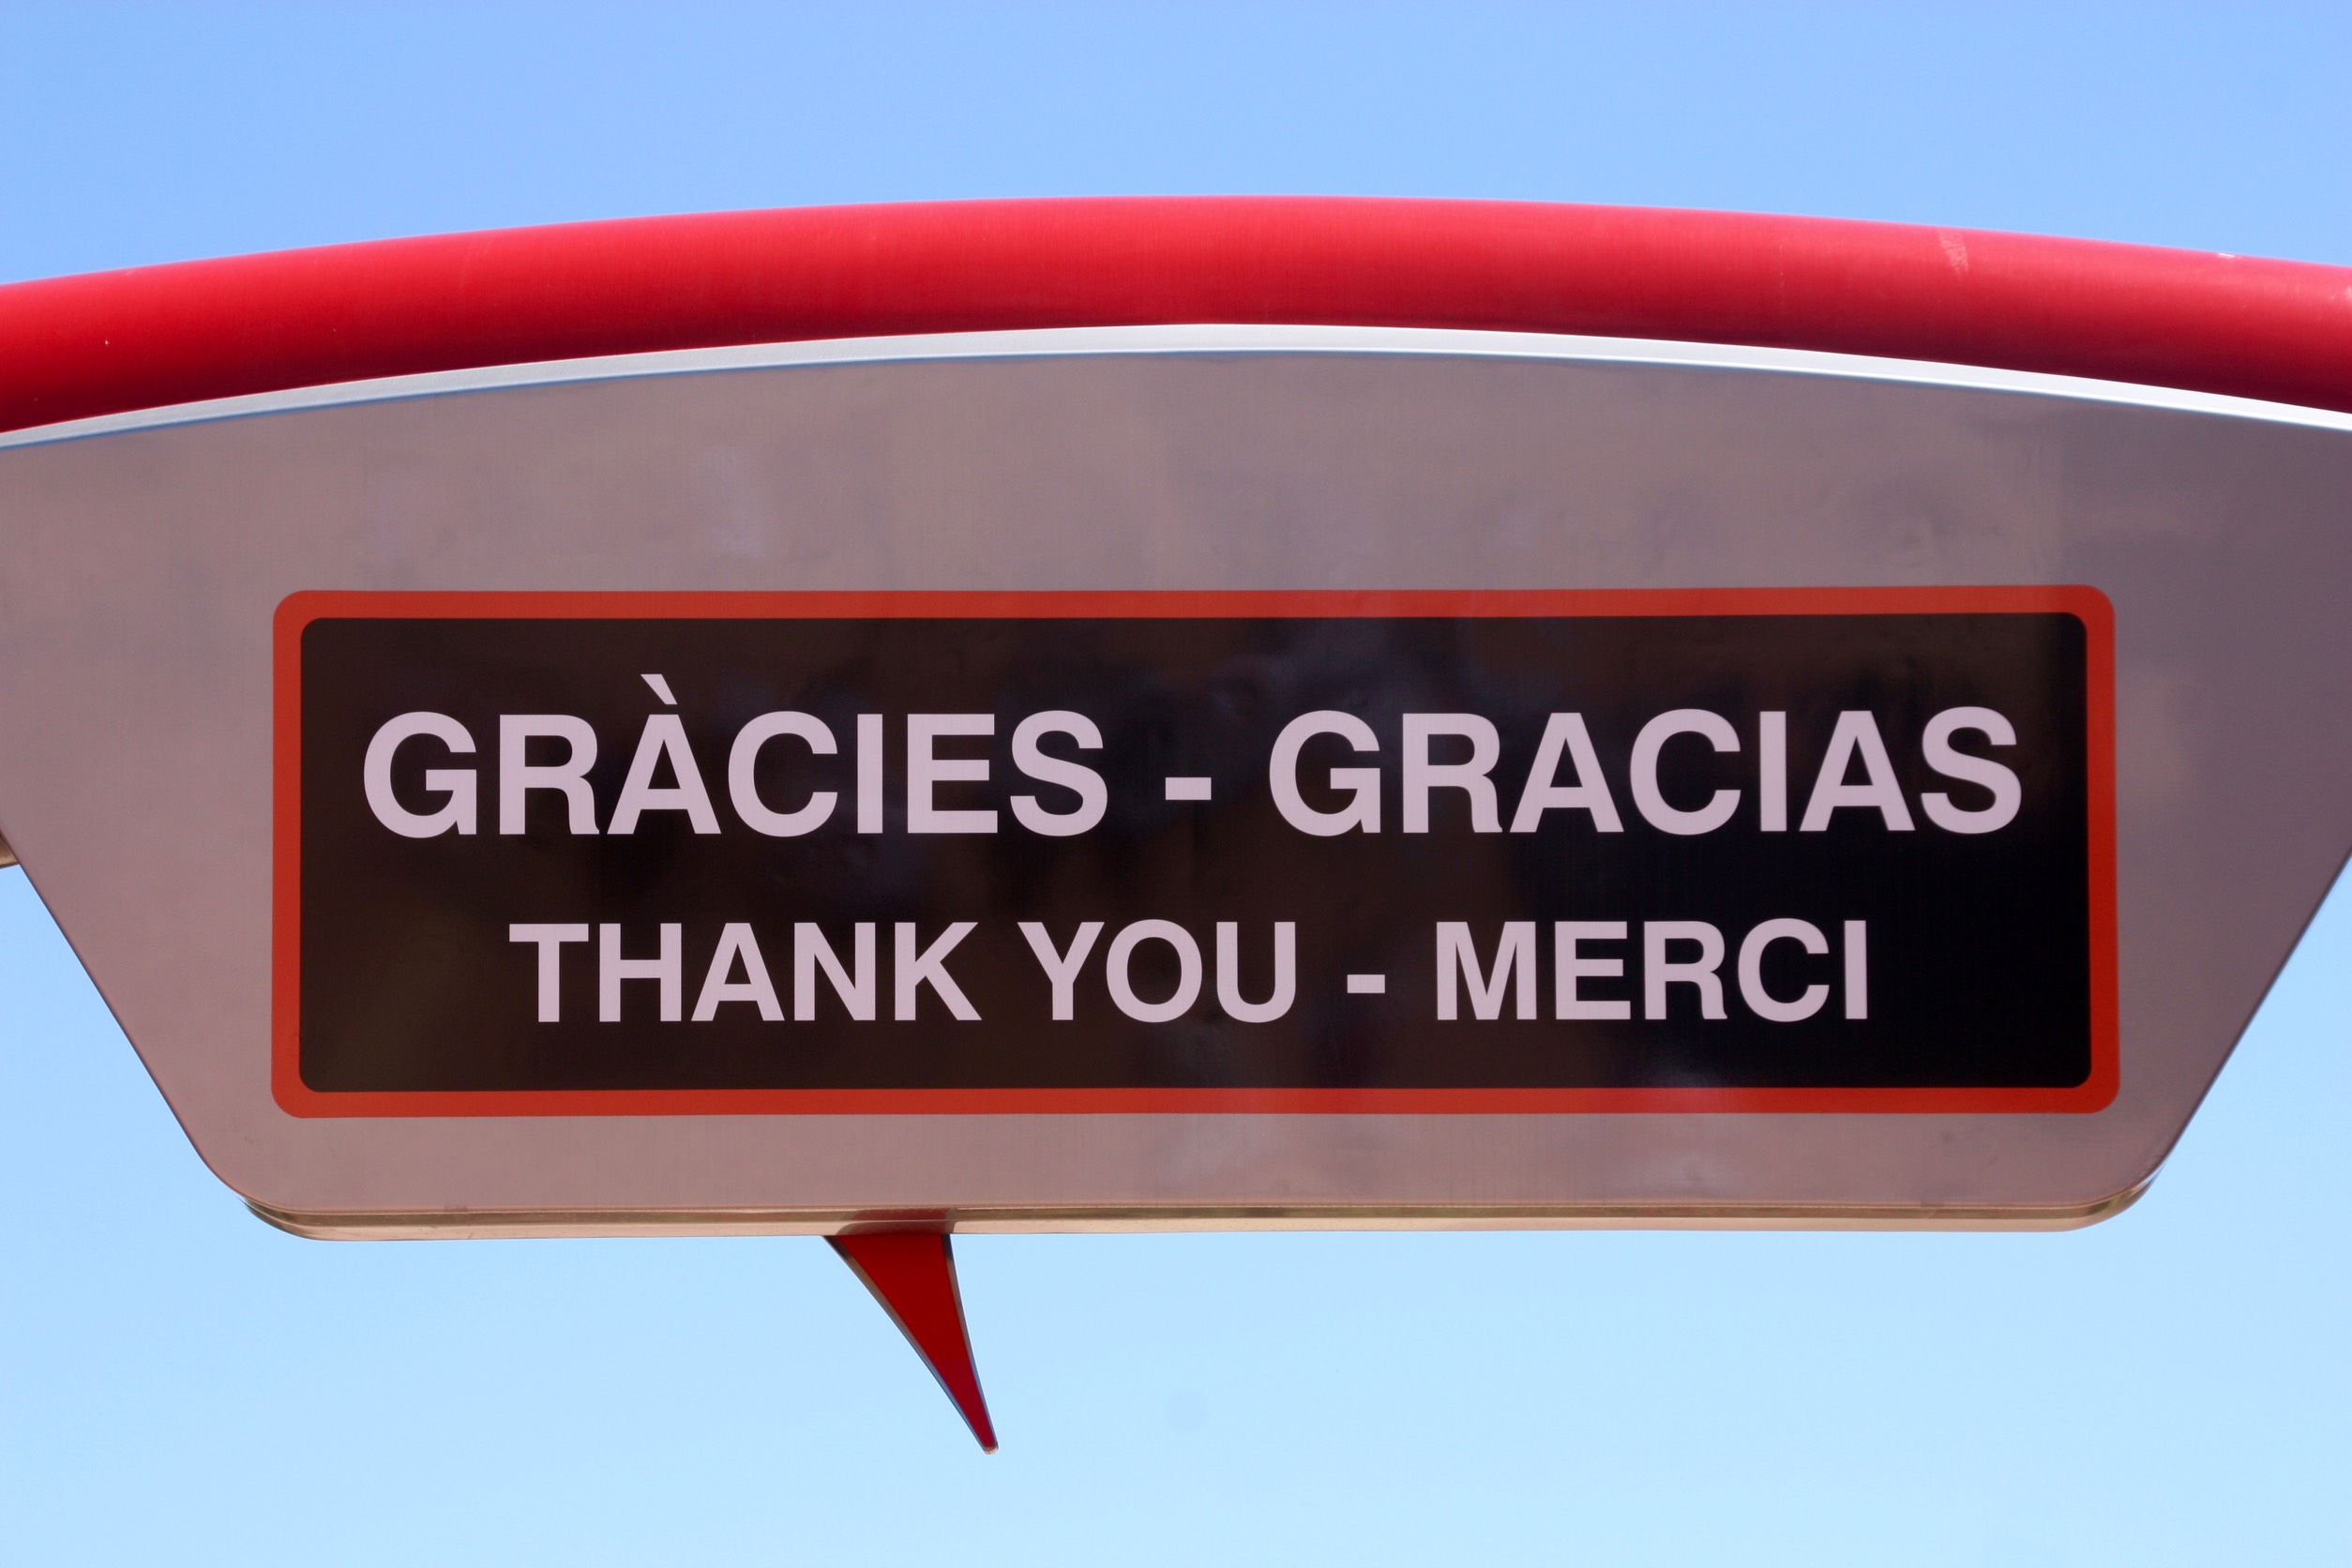 GRÀCIES - GRACIAS
THANK YOU - MERCI